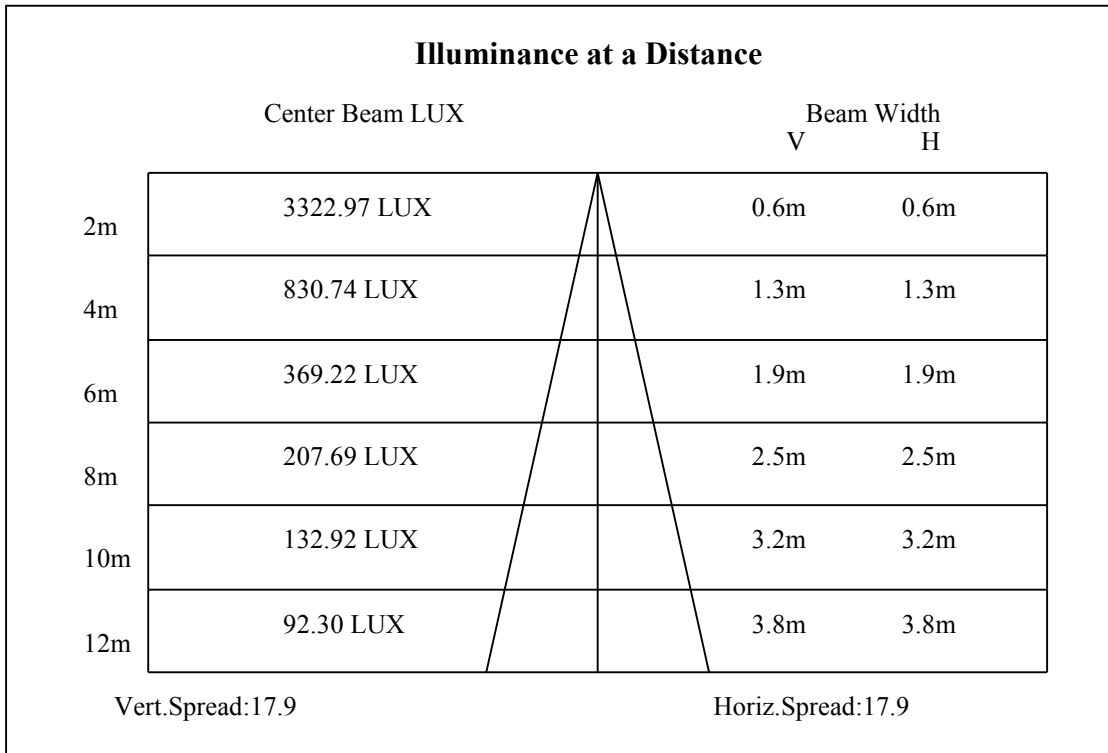 Illuminance at a Distance
Center Beam LUX Beam Width
V H
2m 3322.97 LUX 0.6m 0.6m
4m 830.74 LUX 1.3m 1.3m
6m 369.22 LUX 1.9m 1.9m
8m 207.69 LUX 2.5m 2.5m
10m 132.92 LUX 3.2m 3.2m
12m 92.30 LUX 3.8m 3.8m
Vert.Spread:17.9 Horiz.Spread:17.9